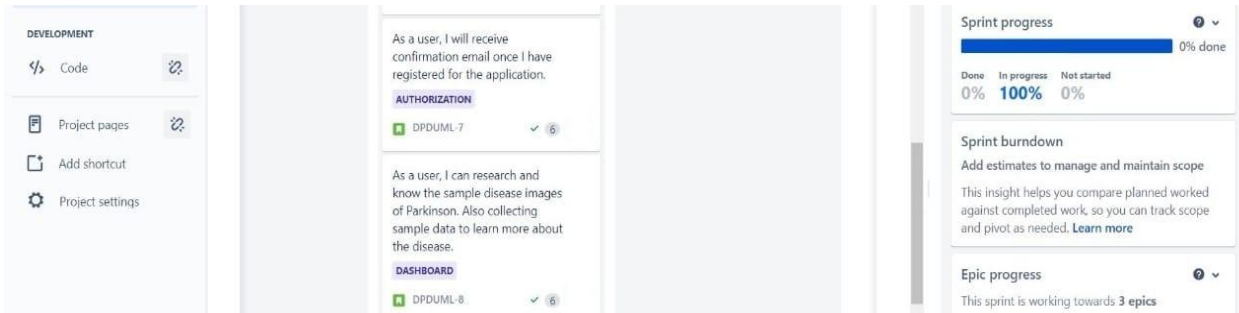 DEVELOPMENT
</> Code
Project pages
Add shortcut
Project settings
As a user, I will receive
confirmation email once I have
registered for the application.
AUTHORIZATION
DPDUML-7
6
As a user, I can research and
know the sample disease images
of Parkinson. Also collecting
sample data to learn more about
the disease.
DASHBOARD
DPDUML-8
6
Sprint progress
0% done
Done In progress Not started
0% 100% 0%
Sprint burndown
Add estimates to manage and maintain scope
This insight helps you compare planned worked
against completed work, so you can track scope
and pivot as needed. Learn more
Epic progress
This sprint is working towards 3 epics